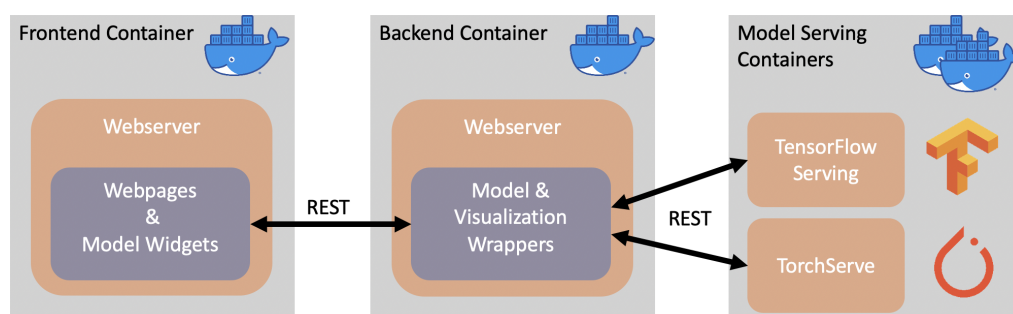 Frontend Container
Webserver
Webpages
&
Model Widgets
REST
Backend Container
Webserver
Model &
Visualization
Wrappers
REST
Model Serving
Containers
TensorFlow
Serving
TorchServe